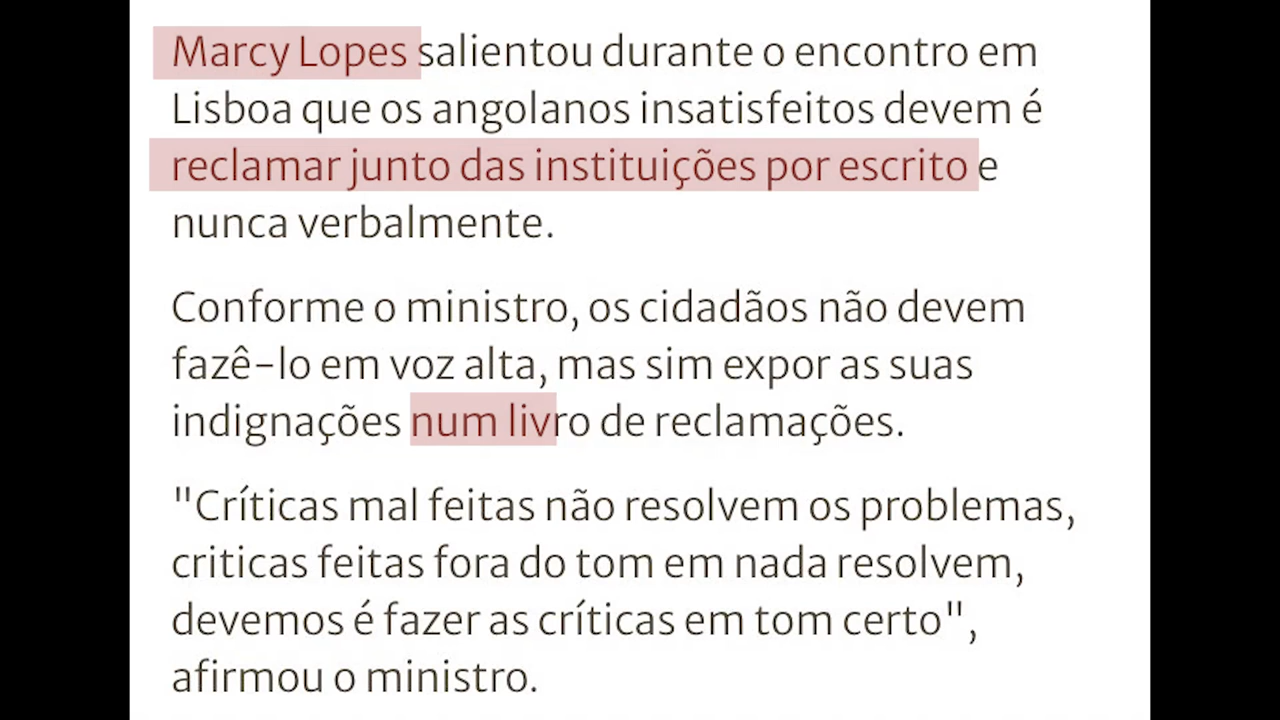 Marcy Lopes salientou durante o encontro em
Lisboa que os angolanos insatisfeitos devem é
reclamar junto das instituições por escrito e
nunca verbalmente.
Conforme o ministro, os cidadãos não devem
fazê-lo em voz alta, mas sim expor as suas
indignações num livro de reclamações.
"Críticas mal feitas não resolvem os problemas,
criticas feitas fora do tom em nada resolvem,
devemos é fazer as críticas em tom certo",
afirmou o ministro.